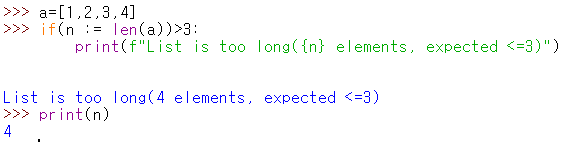 >>> a=[1,2,3,4]
>>> if(n := len(a))>3:
        print(f"List is too long({n} elements, expected <=3)")
List is too long(4 elements, expected <=3)
>>> print(n)
4